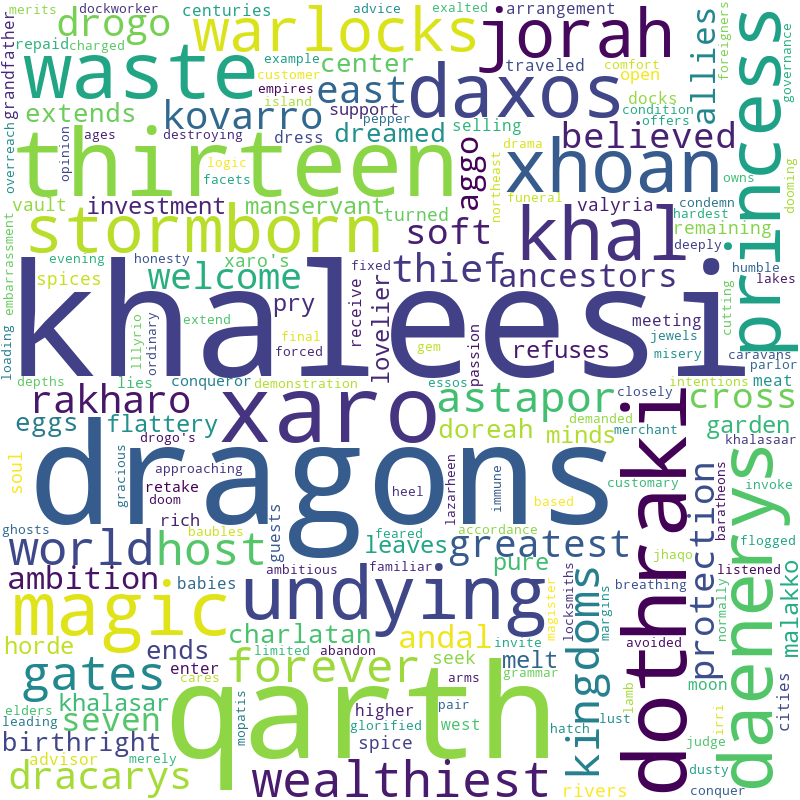 merits
dockworker
centuries
advice
exalted
arrangement
foreigners
governance
drogo
warlocks
jorah
princess
repaid
charged
grandfather
example
center
traveled
comfort
open
allies
customer
waste
east
daxos
empires
island
support
docks
condition
extends
kovarro
pepper
offers
overreach
opinion
ages
destroying
dress
dreamed
selling
believed
drama
northeast
owns
dooming
thirteen
logic
facets
aggo
xhoan
vault
investment
manservant
funeral
valyria
condemn
hardest
turned
remaining
stormborn
soft
khal
deeply
embarrassment
evening
honesty
xaro's
fixed
thief
ancestors
meeting
humble
welcome
lakes
loading
spices
khaleesi
receive
lovelier
pry
depths
lies
conqueror
Illyrio
ordinary
extend
final
forced
gem
passion
refuses
jewels
misery
cutting
caravans
parlor
demonstration
essos
closely
intentions
meat
rakharo
xaro
astapor
cross
eggs
flattery
drogo's
doreah
minds
demanded
merchant
garden
khalasaar
soul
gracious
approaching
dragons
retake
doom
heel
lazarheen
immune
based
customary
dothraki
protection
daenerys
invoke
baratheons
ghosts
rich
baubles
guests
feared
accordance
flogged
world
host
leaves
greatest
jhaqo
malakko
ambition
babies
ambitious
familiar
pure
listened
magic
undying
magister
locksmiths
kingdoms
margins
breathing
normally
avoided
horde
ends
charlatan
limited
abandon
andal
invite
gates
enter
forever
cares
seek
melt
grammar
moon
lamb
irri
cities
elders
khalasar
qarth
arms
pair
leading
seven
mopatis
higher
glorified
west
hatch
lust
birthright
spice
judge
advisor
merely
dusty
dracarys
wealthiest
rivers
conquer